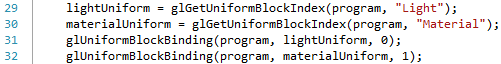 29 lightUniform = glGetUniformBlockIndex(program, "Light");
30 materialUniform = glGetUniformBlockIndex(program, "Material");
31 glUniformBlockBinding(program, lightUniform, 0);
32 glUniformBlockBinding(program, materialUniform, 1);